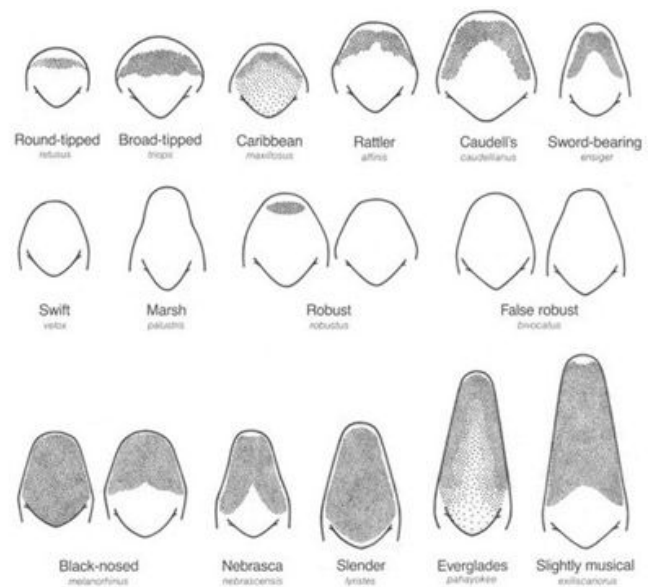 Round-tipped Broad-tipped Caribbean Rattler Caudell's Sword-bearing
retusus triops maxillosus affinis caudellianus ensiger
Swift Marsh Robust False robust
velox palustris robustus bivocatus
Black-nosed Nebrasca Slender Everglades Slightly musical
melanorhinus nebrascensis lyristes pahayokee exiliscanorus